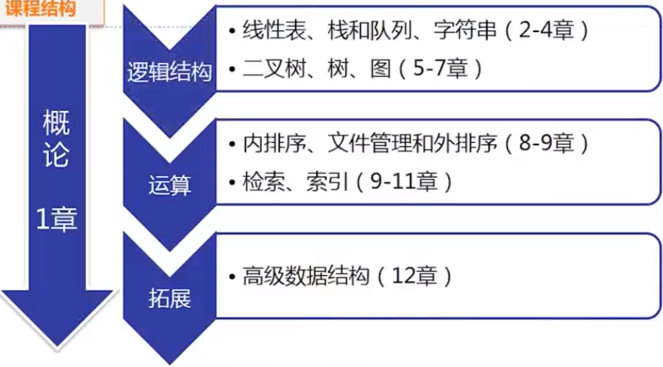 课程结构
概论
1章
逻辑结构
• 线性表、栈和队列、字符串（2-4章）
• 二叉树、树、图（5-7章）
运算
• 内排序、文件管理和外排序（8-9章）
• 检索、索引（9-11章）
拓展
• 高级数据结构（12章）